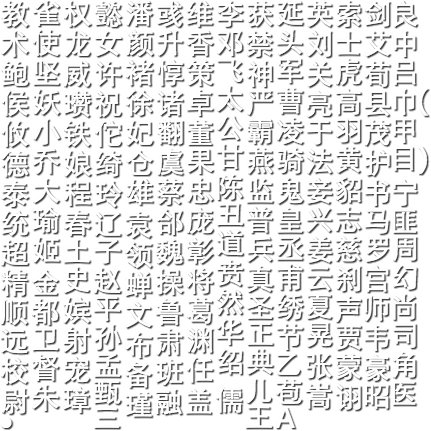 教雀权懿潘彧维李获延英索剑良
术使龙女颜升香邓禁头刘士艾中
鲍坚威许褚惇策飞神军关虎荀吕
侯妖瓒祝徐诸卓太严曹亮高县巾(
攸小铁佗妃翻董公霸凌于羽茂甲
德乔娘绮仓虞果甘燕骑法黄护目)
泰大程玲雄蔡忠陈监鬼妾貂书宁
统瑜春辽袁郃庞丑普皇兴志马匪
超姬土子领魏彰道兵丞姜慈罗周
精金史赵蝉操将贲真甫云刹宫幻
顺都嫔平文鲁葛然圣绣夏声师尚
远卫射孙布肃渊华正节晃贾韦司
校督宠孟备班任绍典乙张蒙豪角
尉朱璋甄瑾融盖儒儿苞嵩诩昭医
•三王A